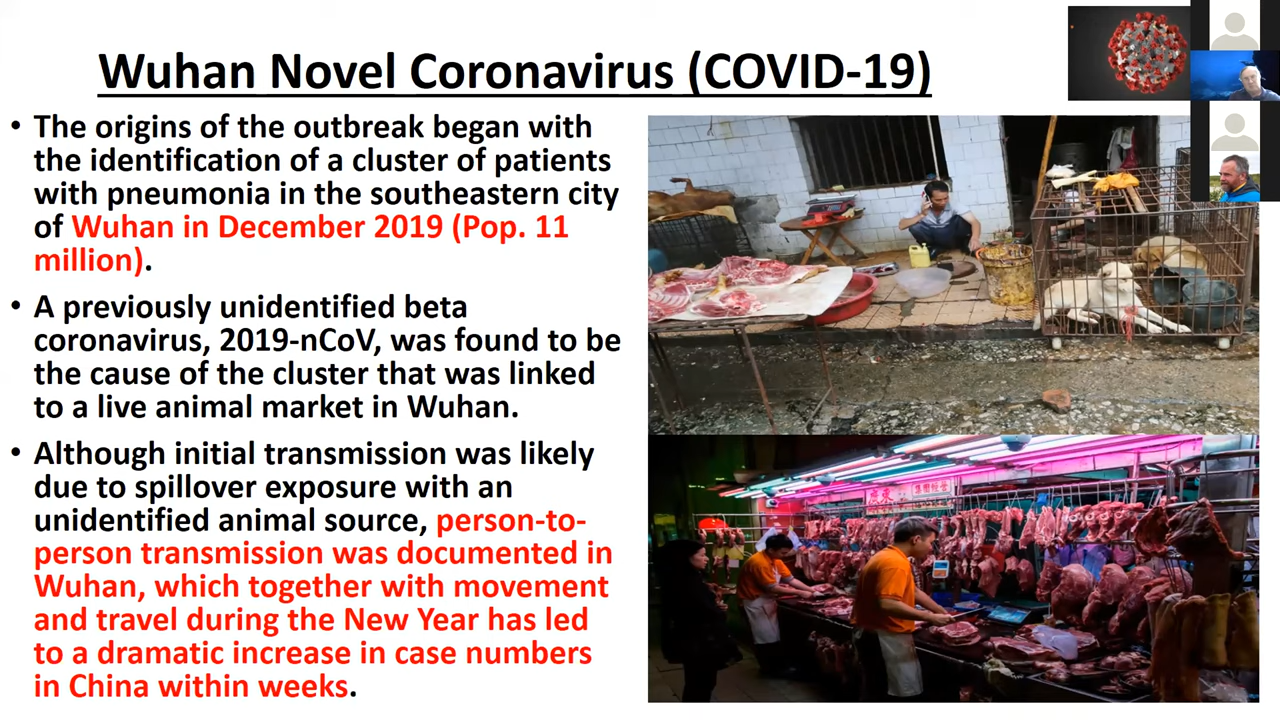 Wuhan Novel Coronavirus (COVID-19)
• The origins of the outbreak began with
the identification of a cluster of patients
with pneumonia in the southeastern city
of Wuhan in December 2019 (Pop. 11
million).
• A previously unidentified beta
coronavirus, 2019-nCoV, was found to be
the cause of the cluster that was linked
to a live animal market in Wuhan.
• Although initial transmission was likely
due to spillover exposure with an
unidentified animal source, person-to-
person transmission was documented in
Wuhan, which together with movement
and travel during the New Year has led
to a dramatic increase in case numbers
in China within weeks.